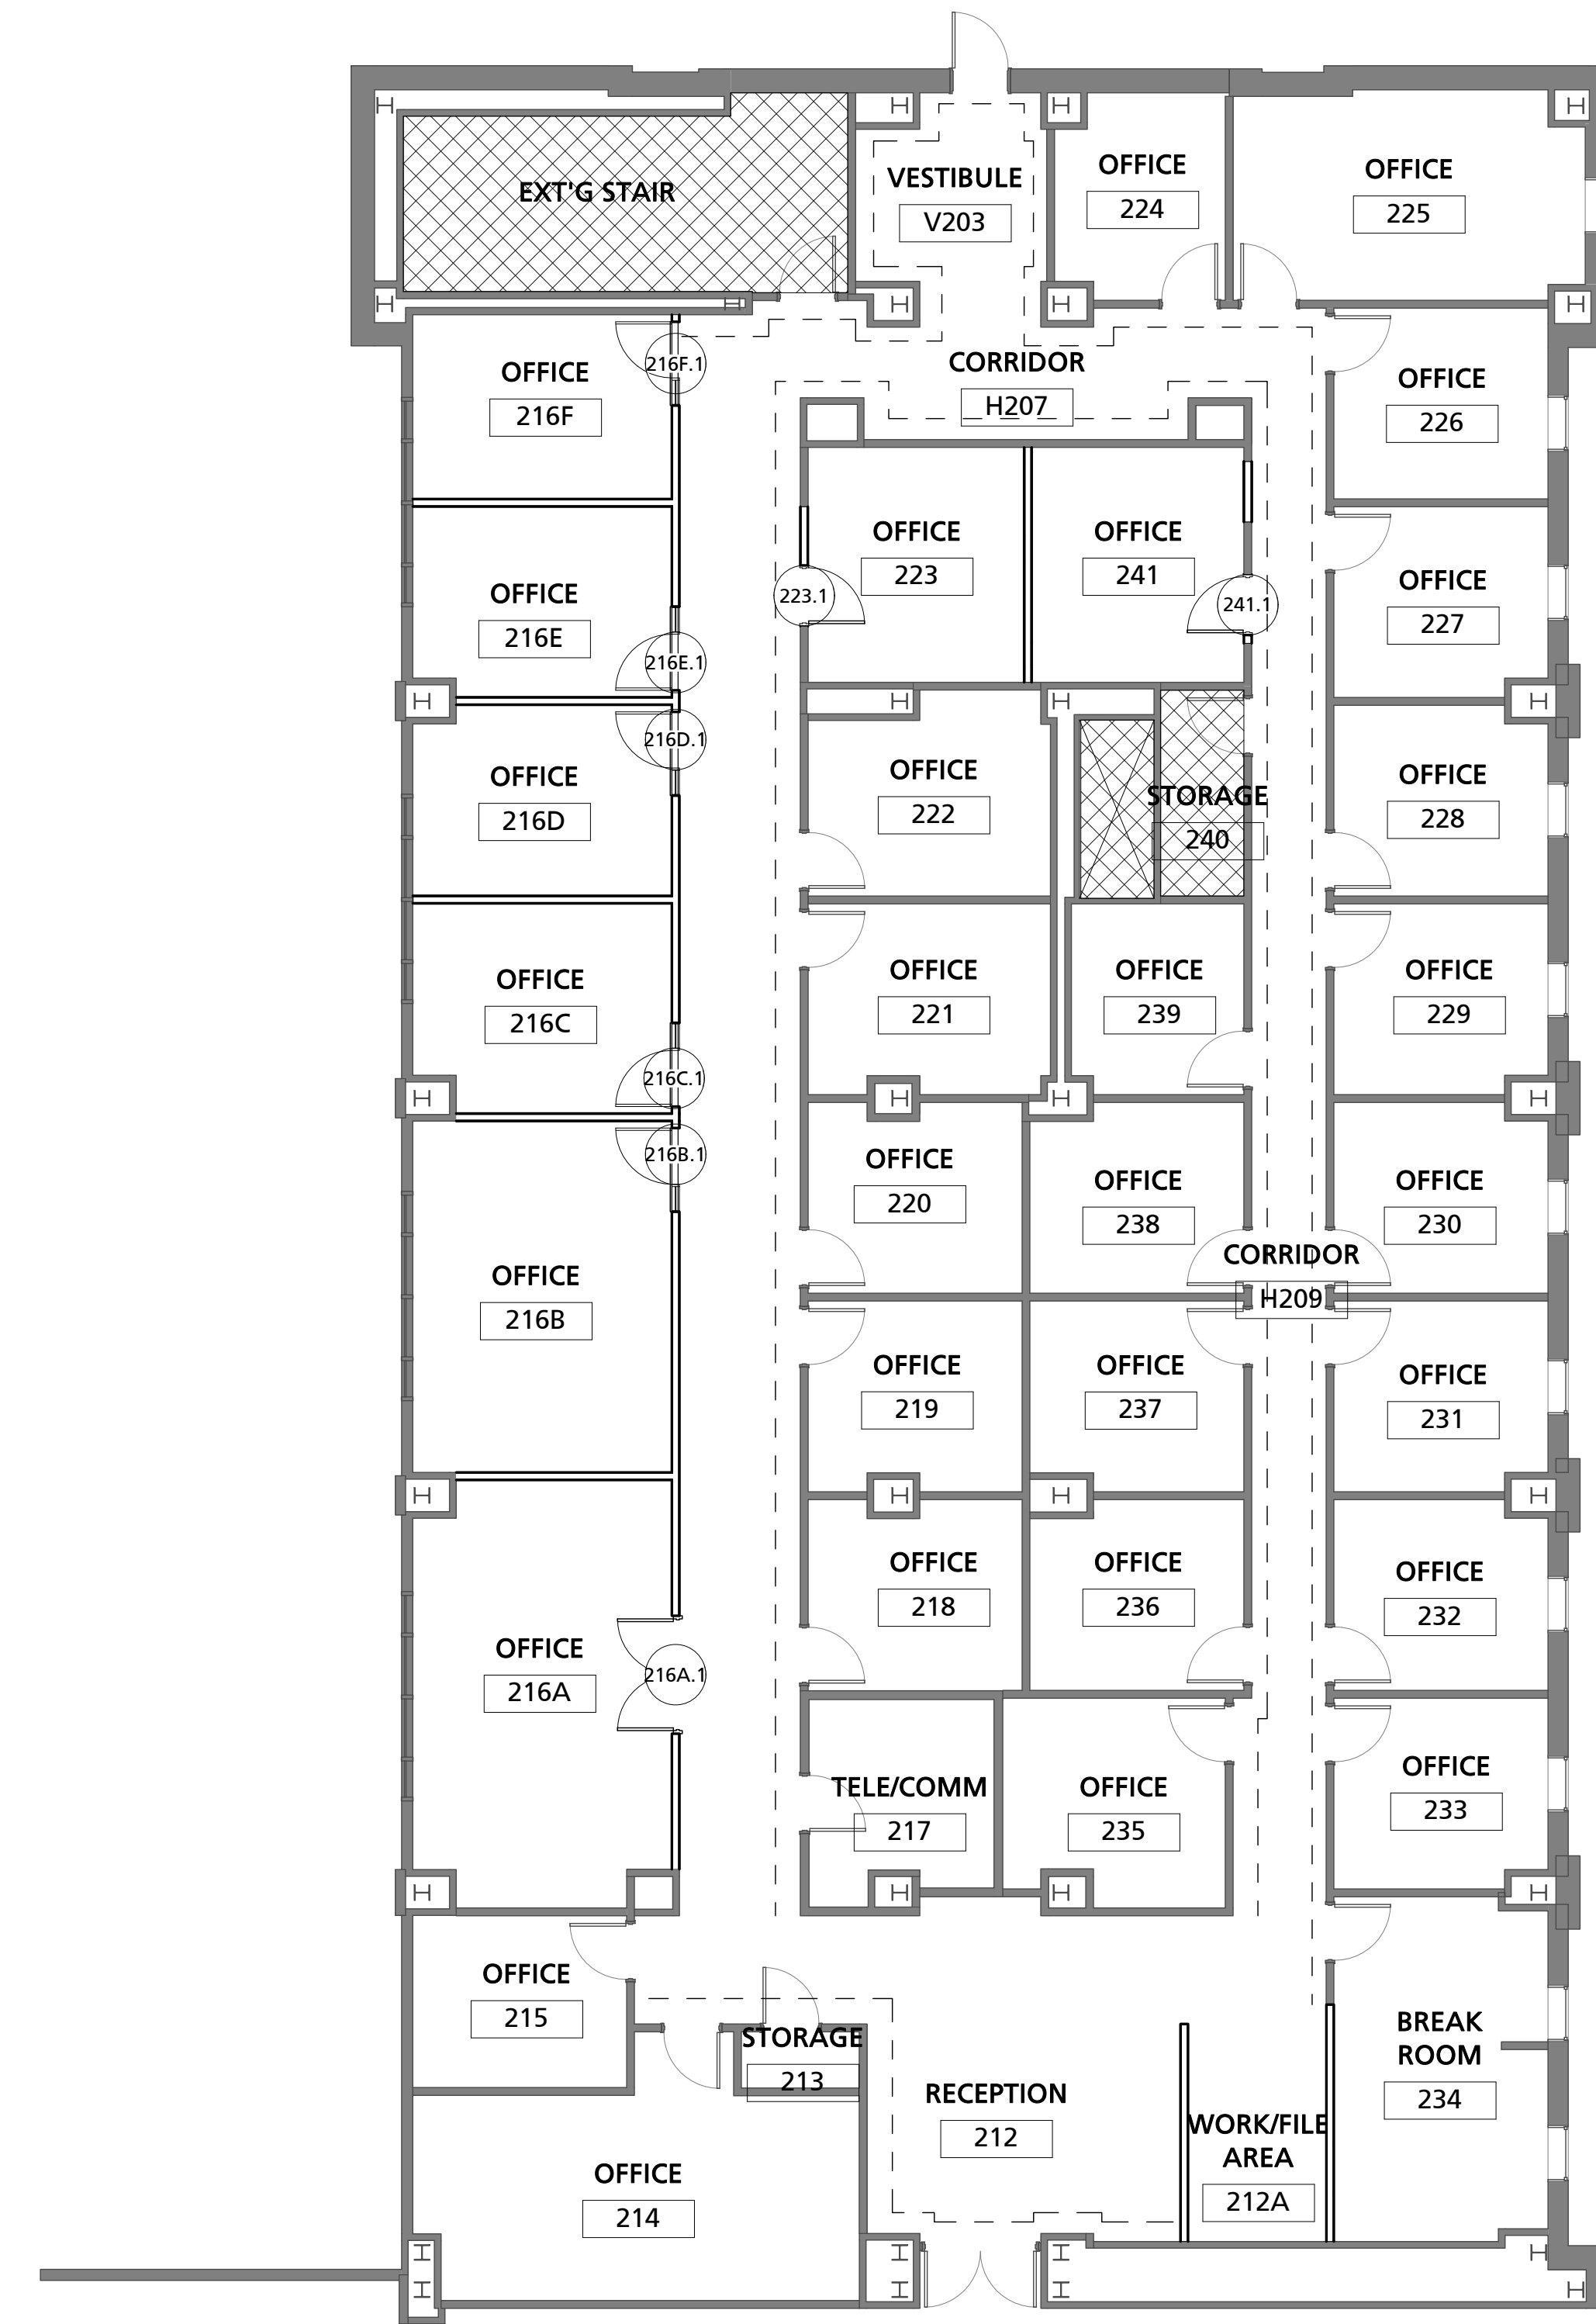 EXT'G STAIR
VESTIBULE
V203
OFFICE
224
OFFICE
225
CORRIDOR
H207
OFFICE
216F
216F.1
OFFICE
226
OFFICE
223
223.1
OFFICE
241
241.1
OFFICE
216E
216E.1
OFFICE
227
OFFICE
216D
216D.1
OFFICE
222
STORAGE
240
OFFICE
228
OFFICE
216C
216C.1
OFFICE
221
OFFICE
239
OFFICE
229
216B.1
OFFICE
220
OFFICE
238
OFFICE
230
CORRIDOR
H209
OFFICE
216B
OFFICE
219
OFFICE
237
OFFICE
231
OFFICE
218
OFFICE
236
OFFICE
232
OFFICE
216A
216A.1
TELE/COMM
217
OFFICE
235
OFFICE
233
OFFICE
215
STORAGE
213
RECEPTION
212
BREAK
ROOM
234
WORK/FILE
AREA
212A
OFFICE
214